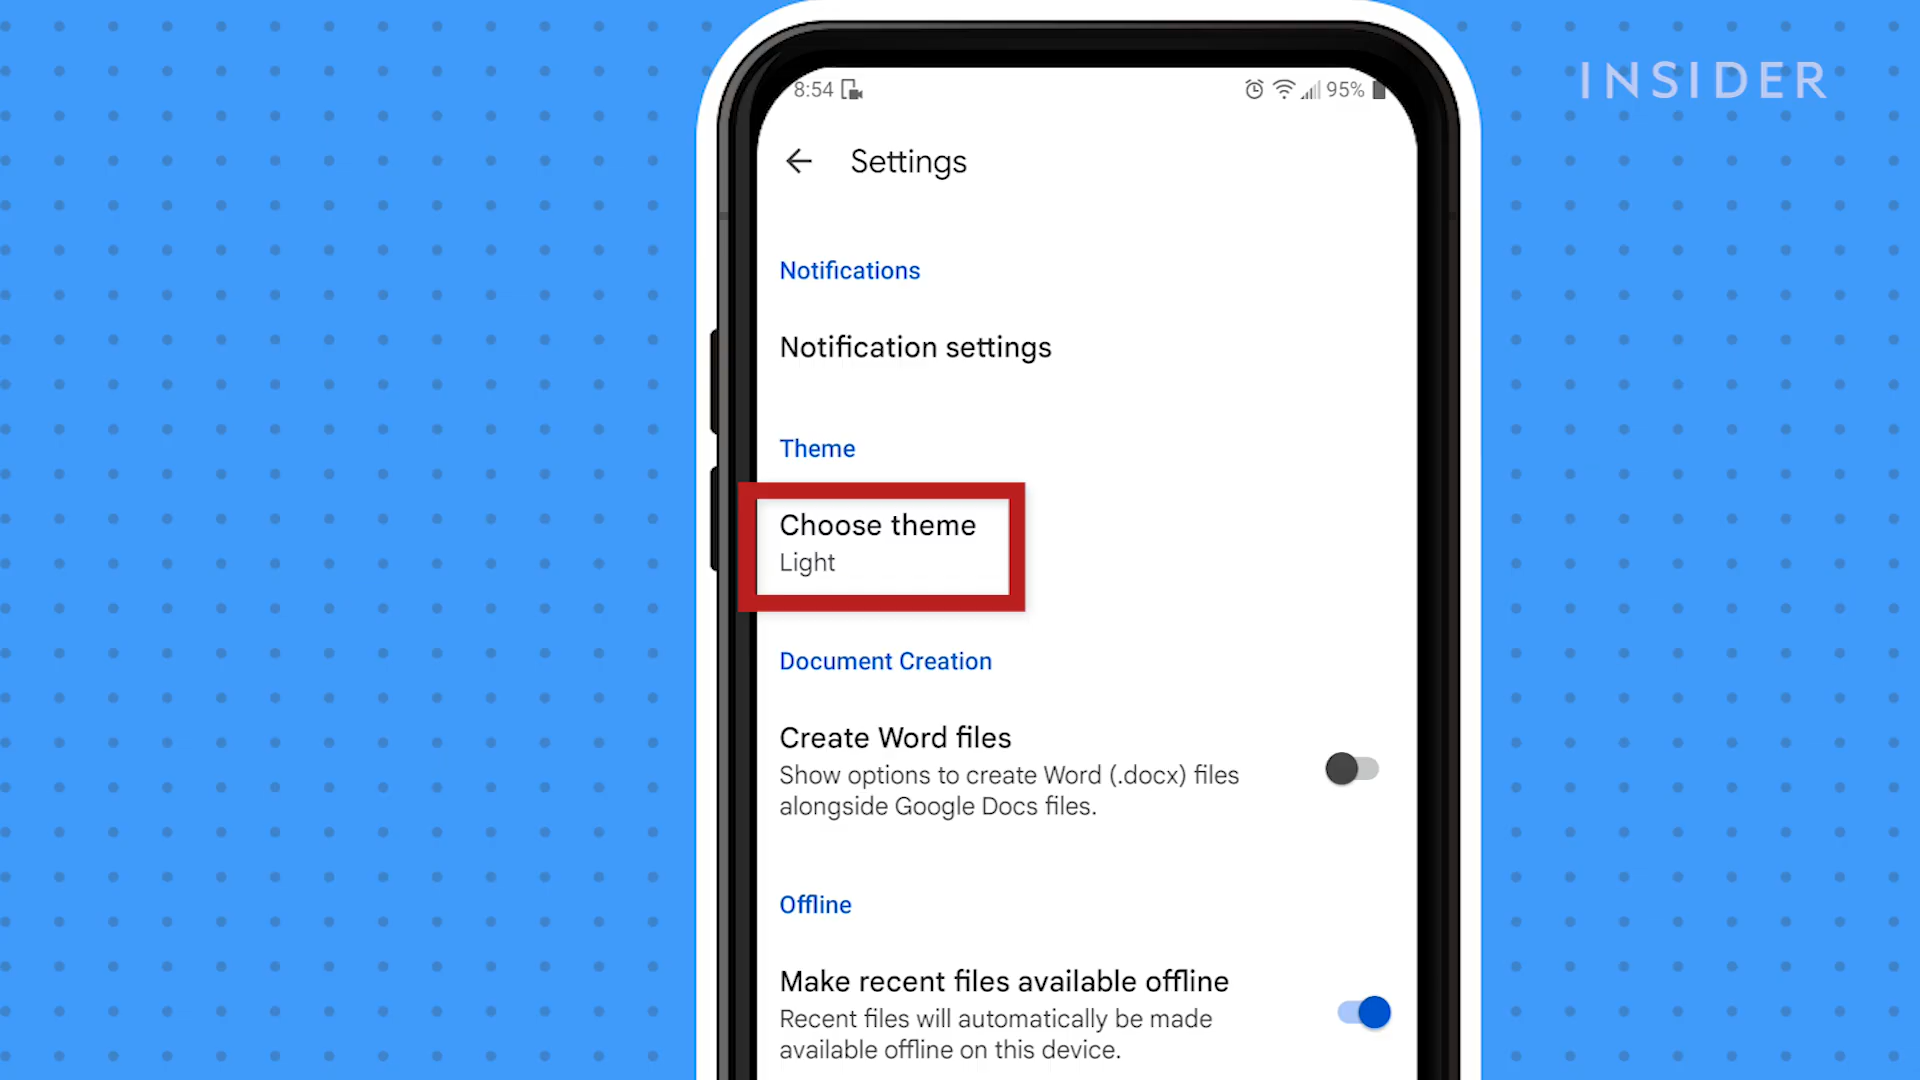 8:54 95%
INSIDER
Settings
Notifications
Notification settings
Theme
Choose theme
Light
Document Creation
Create Word files
Show options to create Word (.docx) files
alongside Google Docs files.
Offline
Make recent files available offline
Recent files will automatically be made
available offline on this device.